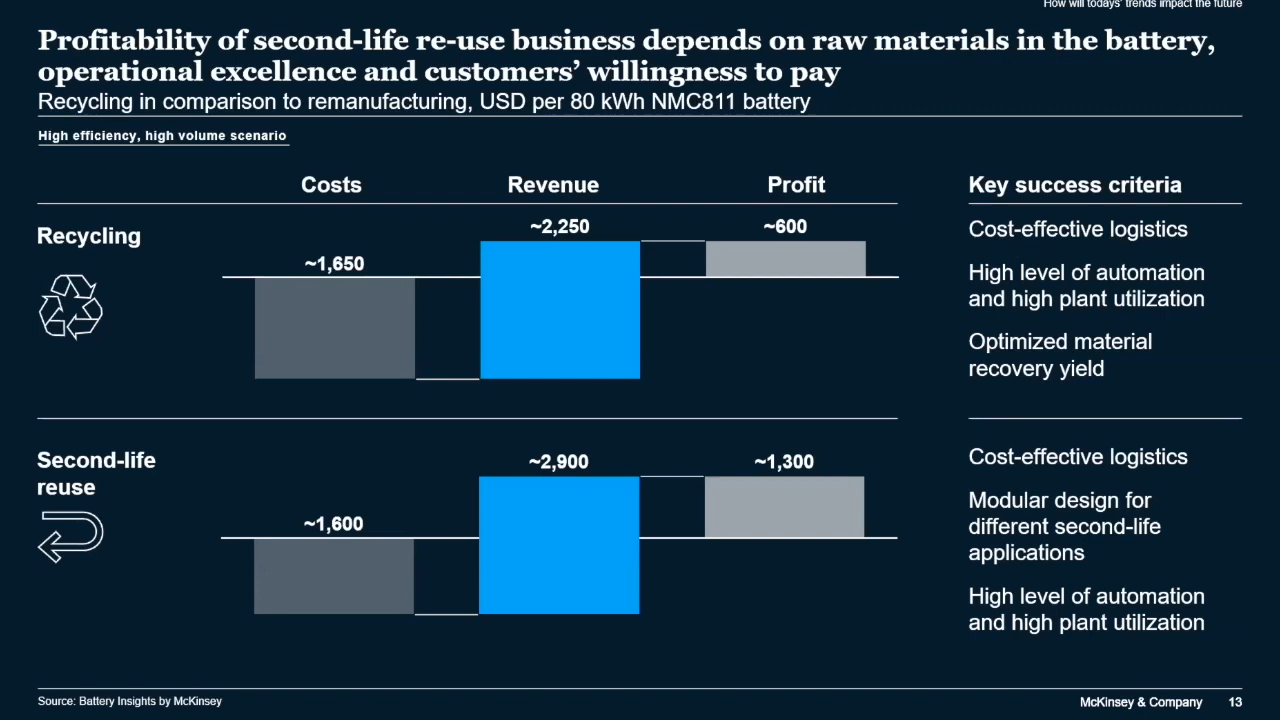 How will todays' trends impact the future
Profitability of second-life re-use business depends on raw materials in the battery,
operational excellence and customers' willingness to pay
Recycling in comparison to remanufacturing, USD per 80 kWh NMC811 battery
High efficiency, high volume scenario
Costs
Revenue
Profit
Key success criteria
Recycling
~1,650
~2,250
~600
Cost-effective logistics
High level of automation
and high plant utilization
Optimized material
recovery yield
Second-life
reuse
~1,600
~2,900
~1,300
Cost-effective logistics
Modular design for
different second-life
applications
High level of automation
and high plant utilization
Source: Battery Insights by McKinsey
McKinsey & Company
13